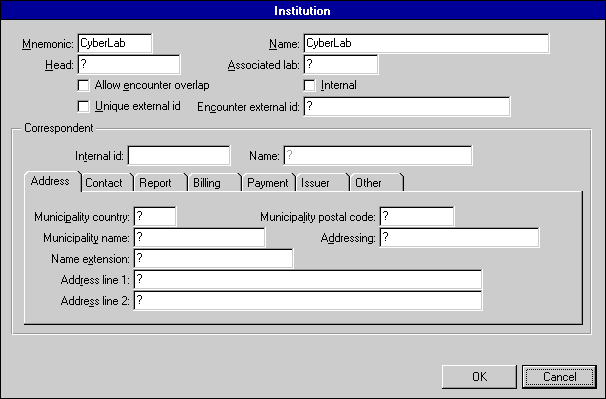 Institution
Mnemonic: CyberLab Name: CyberLab
Head: ? Associated lab: ?
Allow encounter overlap Internal
Unique external id Encounter external id: ?
Correspondent
Internal id: Name: ?
Address Contact Report Billing Payment Issuer Other
Municipality country: ? Municipality postal code: ?
Municipality name: ? Addressing: ?
Name extension: ?
Address line 1: ?
Address line 2: ?
OK Cancel